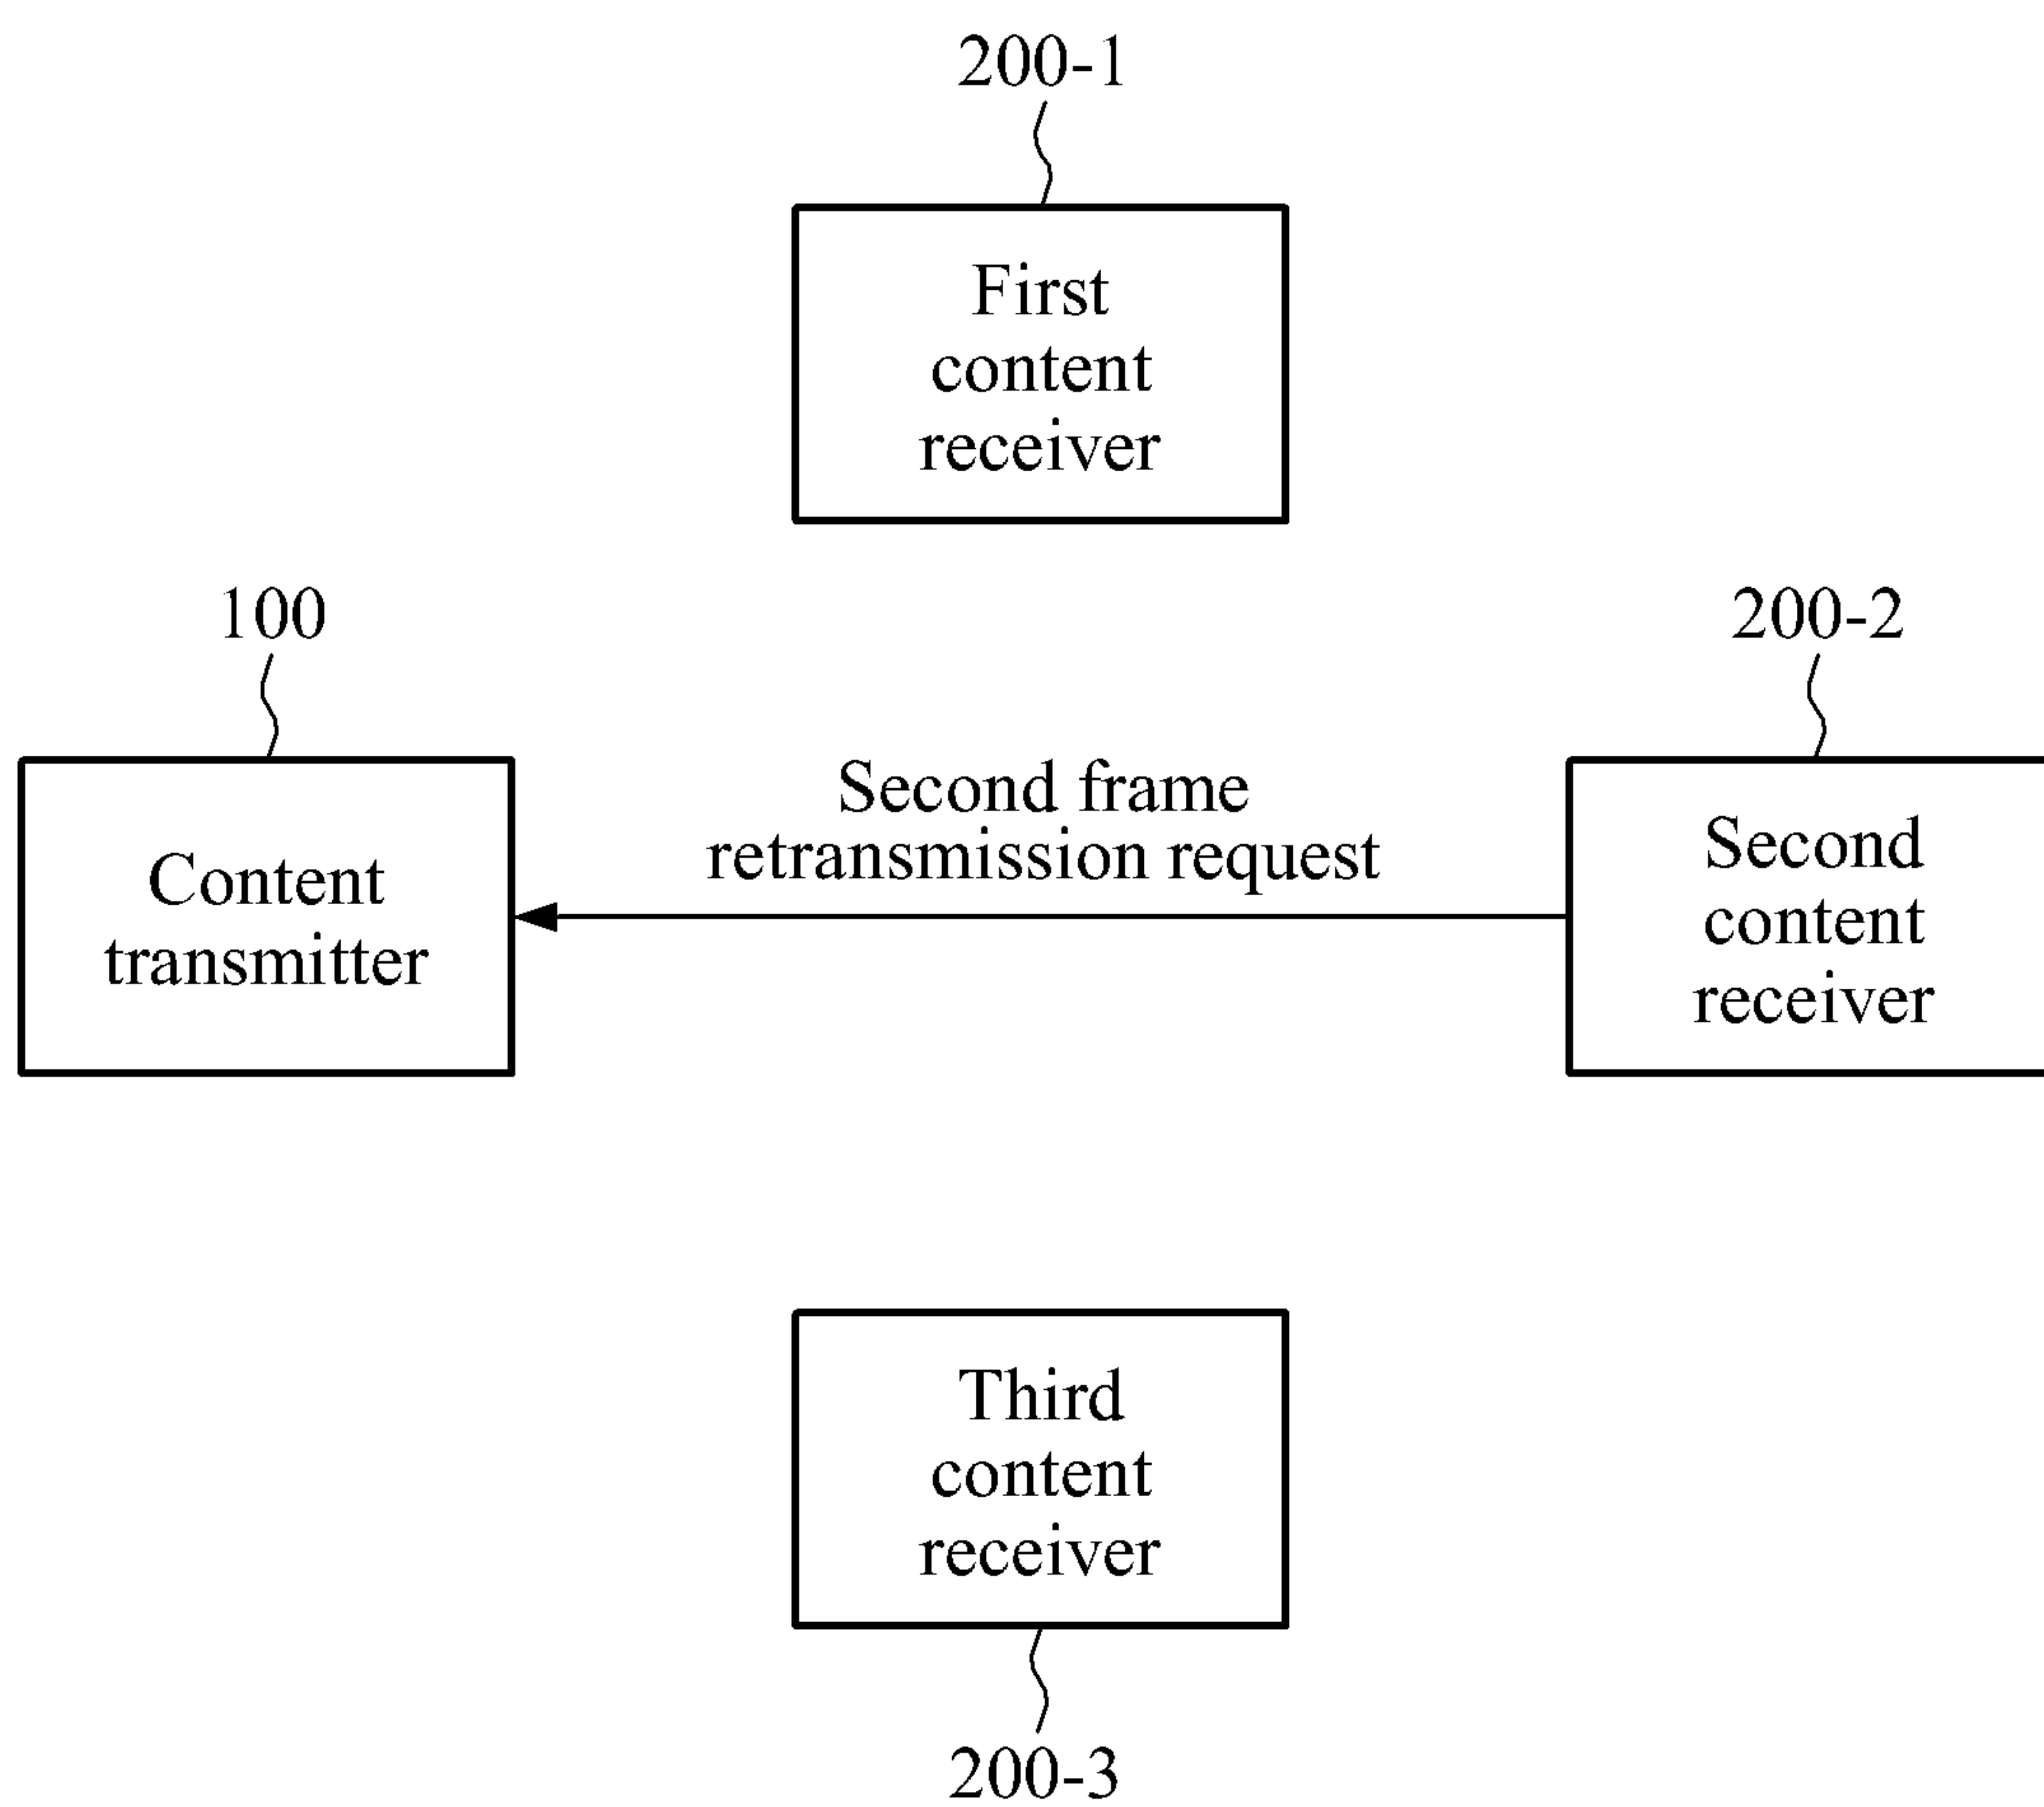 200-1
First
content
receiver
100
200-2
Second frame
retransmission request
Content
transmitter
Second
content
receiver
Third
content
receiver
200-3